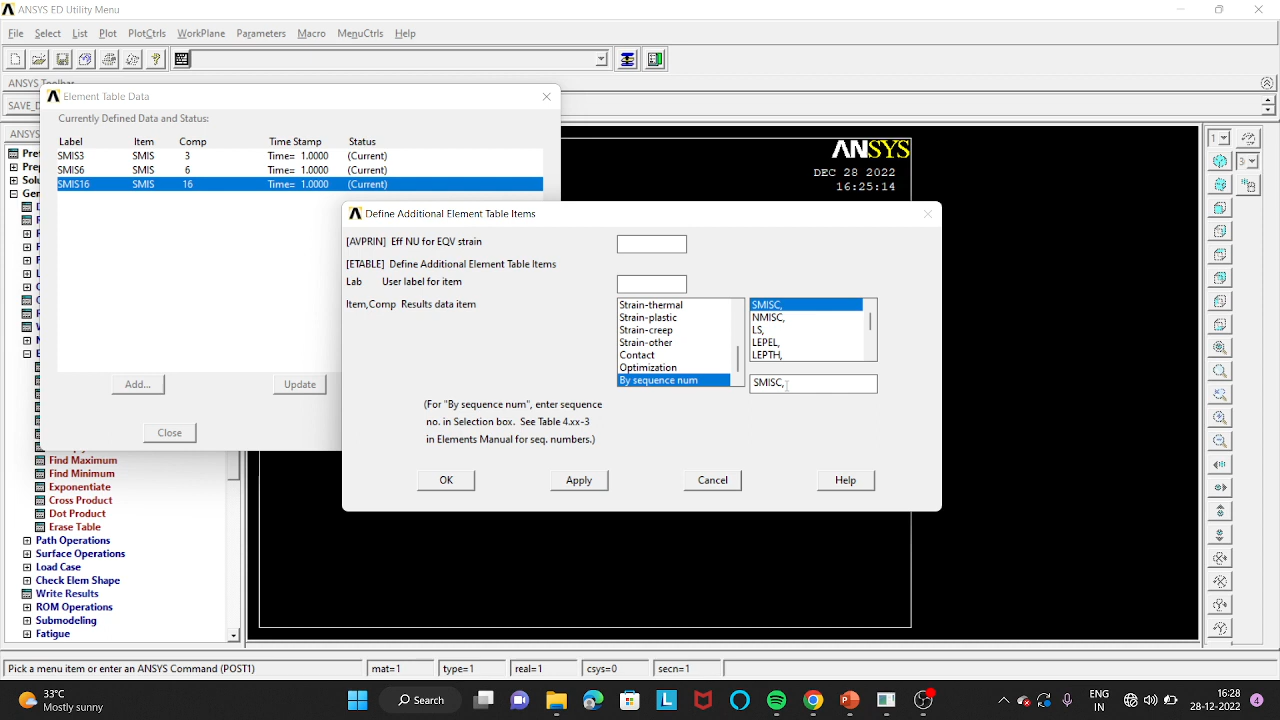 ANSYS ED Utility Menu
File Select List Plot PlotCtrls WorkPlane Parameters Macro MenuCtrls Help
ANSYS Toolbar
SAVE_D
Element Table Data
Currently Defined Data and Status:
Label Item Comp Time Stamp Status
SMIS3 SMIS 3 Time= 1.0000 (Current)
SMIS6 SMIS 6 Time= 1.0000 (Current)
SMIS16 SMIS 16 Time= 1.0000 (Current)
Add... Update
Close
ANSYS
DEC 28 2022
16:25:14
Define Additional Element Table Items
[AVPRIN] Eff NU for EQV strain
[ETABLE] Define Additional Element Table Items
Lab User label for item
Item,Comp Results data item
Strain-thermal
Strain-plastic
Strain-creep
Strain-other
Contact
Optimization
By sequence num
SMISC,
NMISC,
LS,
LEPEL,
LEPTH,
SMISC,
(For "By sequence num", enter sequence
no. in Selection box. See Table 4.xx-3
in Elements Manual for seq. numbers.)
OK Apply Cancel Help
ANSYS
Find Maximum
Find Minimum
Exponentiate
Cross Product
Dot Product
Erase Table
Path Operations
Surface Operations
Load Case
Check Elem Shape
Write Results
ROM Operations
Submodeling
Fatigue
1
3
Pick a menu item or enter an ANSYS Command (POST1) mat=1 type=1 real=1 csys=0 secn=1
33°C
Mostly sunny
Search
ENG
IN
16:28
28-12-2022
4